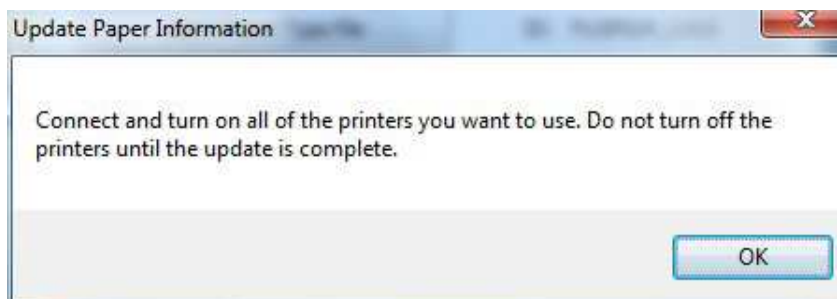 Update Paper Information
Connect and turn on all of the printers you want to use. Do not turn off the
printers until the update is complete.
OK